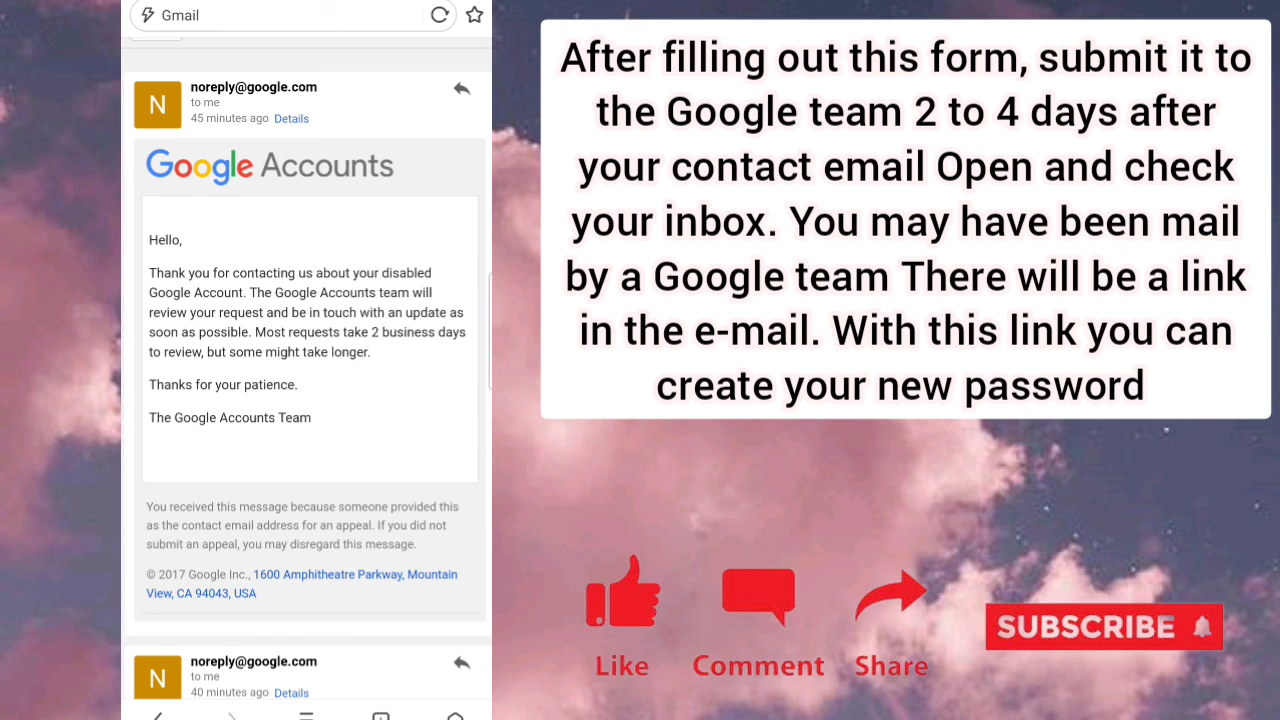 Gmail
noreply@google.com
to me
45 minutes ago Details
N
Google Accounts
Hello,
Thank you for contacting us about your disabled
Google Account. The Google Accounts team will
review your request and be in touch with an update as
soon as possible. Most requests take 2 business days
to review, but some might take longer.
Thanks for your patience.
The Google Accounts Team
You received this message because someone provided this
as the contact email address for an appeal. If you did not
submit an appeal, you may disregard this message.
© 2017 Google Inc., 1600 Amphitheatre Parkway, Mountain
View, CA 94043, USA
noreply@google.com
to me
40 minutes ago Details
N
After filling out this form, submit it to
the Google team 2 to 4 days after
your contact email Open and check
your inbox. You may have been mail
by a Google team There will be a link
in the e-mail. With this link you can
create your new password
Like Comment Share
SUBSCRIBE